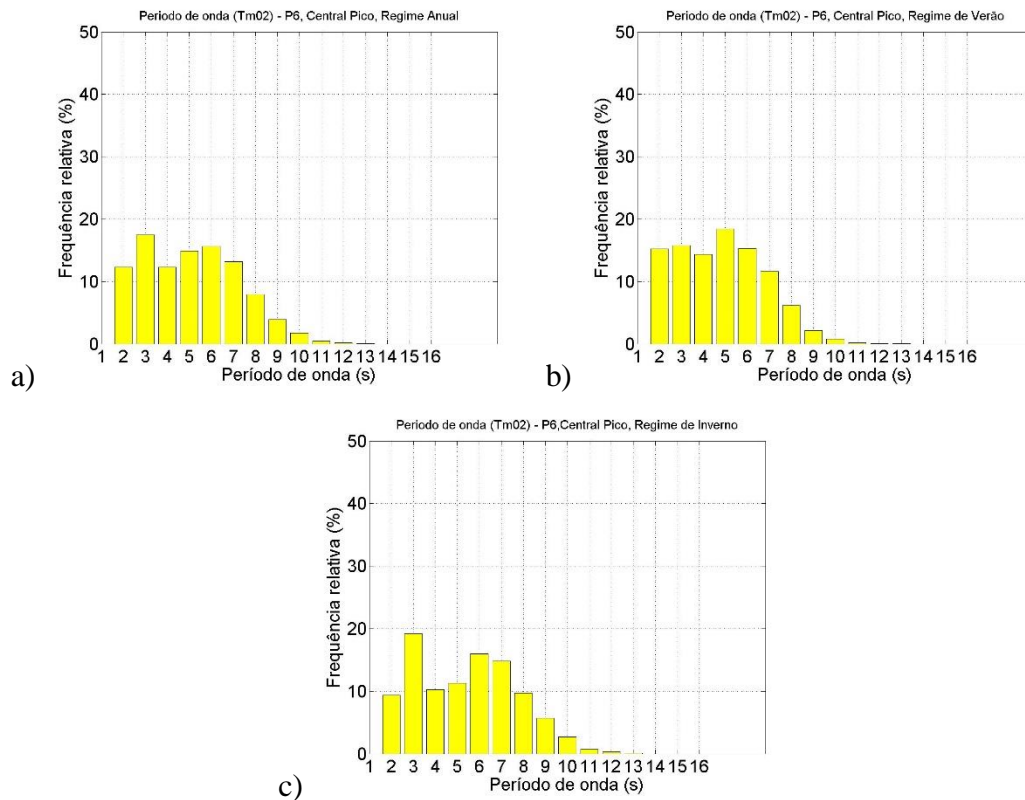 Periodo de onda (Tm02) - P6, Central Pico, Regime Anual
50
40
30
20
10
0
Frequência relativa (%)
1 2 3 4 5 6 7 8 9 10 11 12 13 14 15 16
Período de onda (s)
a)
Periodo de onda (Tm02) - P6, Central Pico, Regime de Verão
50
40
30
20
10
0
Frequência relativa (%)
1 2 3 4 5 6 7 8 9 10 11 12 13 14 15 16
Período de onda (s)
b)
Periodo de onda (Tm02) - P6,Central Pico, Regime de Inverno
50
40
30
20
10
0
Frequência relativa (%)
1 2 3 4 5 6 7 8 9 10 11 12 13 14 15 16
Período de onda (s)
c)